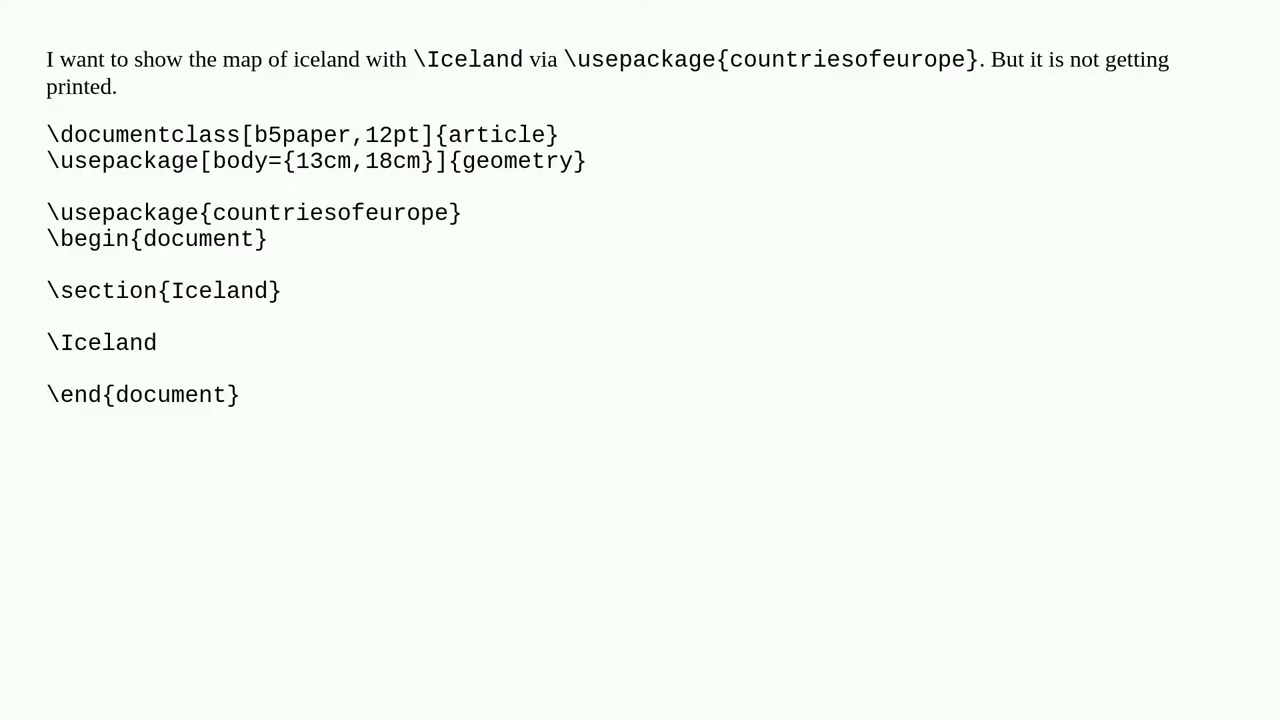 I want to show the map of iceland with \Iceland via \usepackage{countriesofeurope}. But it is not getting
printed.
\documentclass[b5paper,12pt]{article}
\usepackage[body={13cm,18cm}]{geometry}
\usepackage{countriesofeurope}
\begin{document}
\section{Iceland}
\Iceland
\end{document}